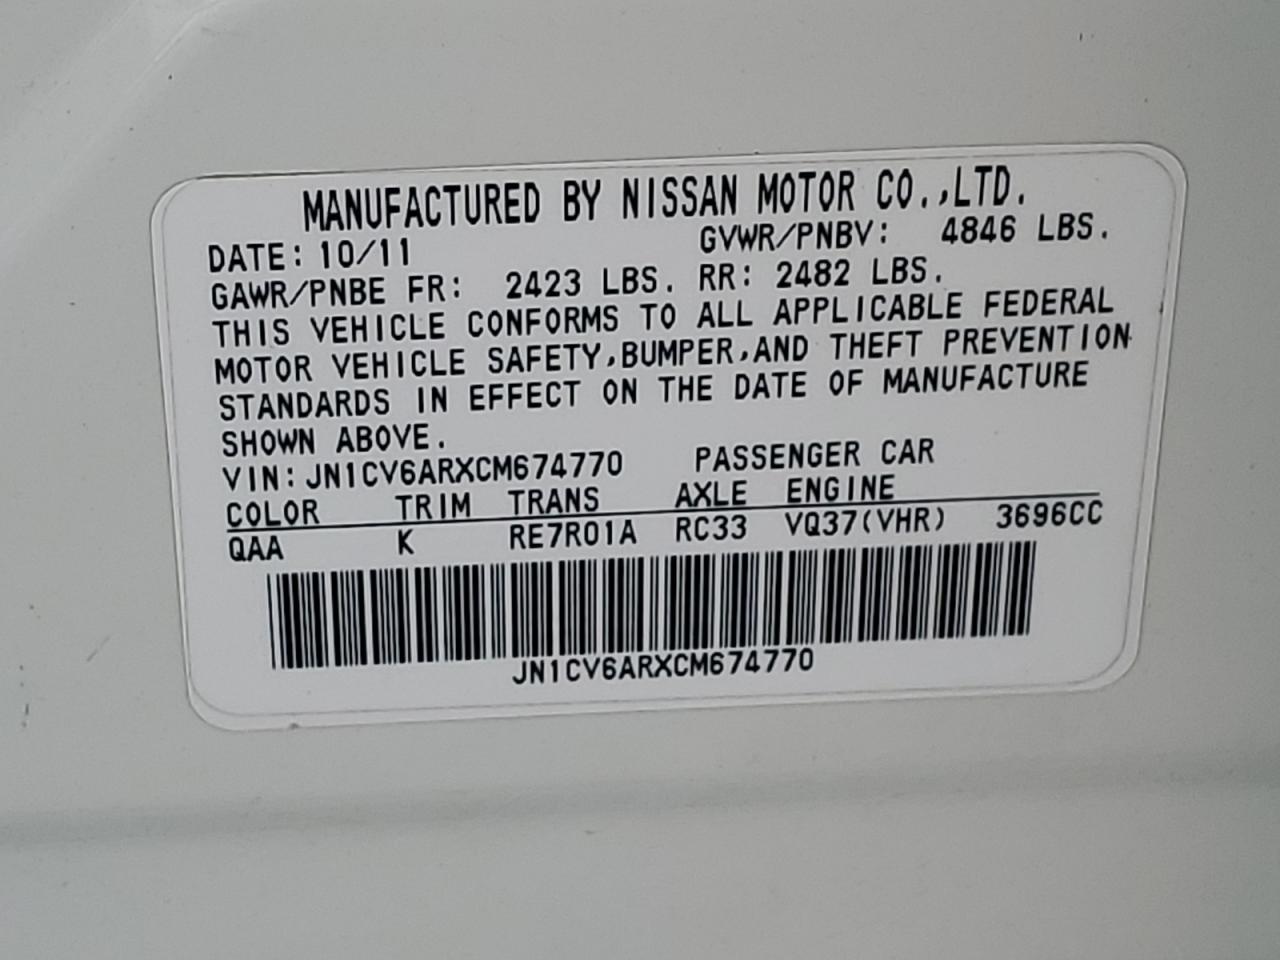 MANUFACTURED BY NISSAN MOTOR CO.,LTD.
DATE: 10/11 GVWR/PNBV: 4846 LBS.
GAWR/PNBE FR: 2423 LBS. RR: 2482 LBS.
THIS VEHICLE CONFORMS TO ALL APPLICABLE FEDERAL
MOTOR VEHICLE SAFETY,BUMPER,AND THEFT PREVENTION
STANDARDS IN EFFECT ON THE DATE OF MANUFACTURE
SHOWN ABOVE.
VIN:JN1CV6ARXCM674770 PASSENGER CAR
COLOR TRIM TRANS AXLE ENGINE
QAA K RE7R01A RC33 VQ37(VHR) 3696CC
JN1CV6ARXCM674770